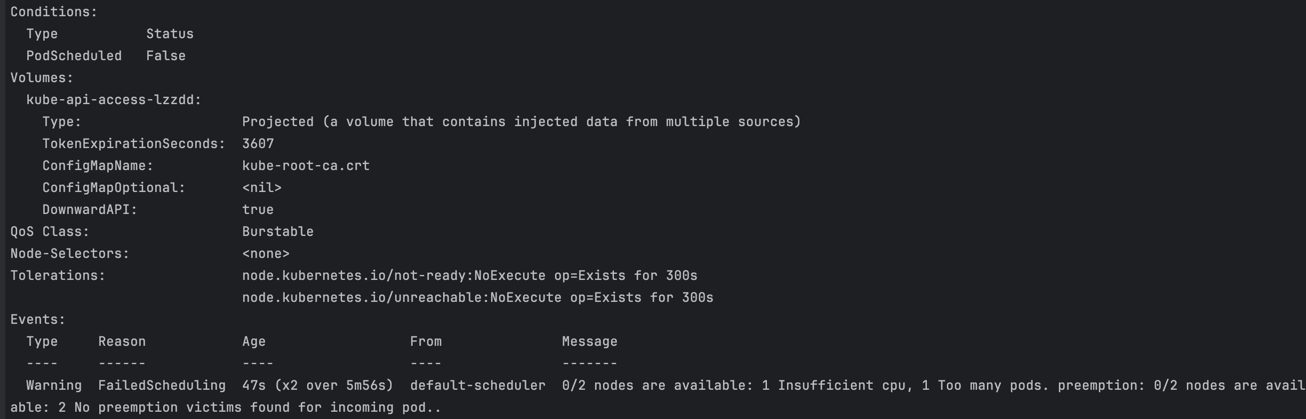 Conditions:
  Type           Status
  PodScheduled   False
Volumes:
  kube-api-access-lzzdd:
    Type:                    Projected (a volume that contains injected data from multiple sources)
    TokenExpirationSeconds:  3607
    ConfigMapName:           kube-root-ca.crt
    ConfigMapOptional:       <nil>
    DownwardAPI:             true
QoS Class:                   Burstable
Node-Selectors:              <none>
Tolerations:                 node.kubernetes.io/not-ready:NoExecute op=Exists for 300s
                             node.kubernetes.io/unreachable:NoExecute op=Exists for 300s
Events:
  Type     Reason            Age                  From               Message
  ----     ------            ----                 ----               -------
  Warning  FailedScheduling  47s (x2 over 5m56s)  default-scheduler  0/2 nodes are available: 1 Insufficient cpu, 1 Too many pods. preemption: 0/2 nodes are avail
able: 2 No preemption victims found for incoming pod..